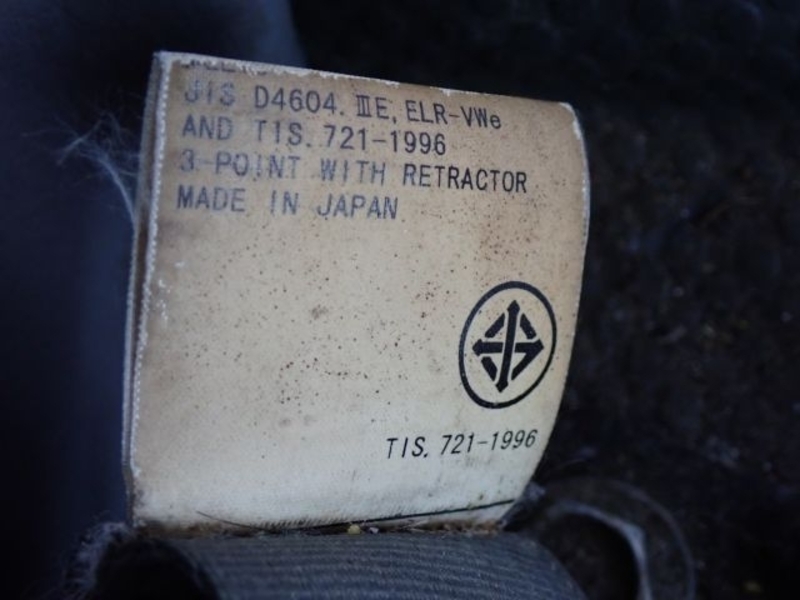 JIS D4604. ⅢE, ELR-VWe
AND TIS. 721-1996
3-POINT WITH RETRACTOR
MADE IN JAPAN
TIS. 721-1996